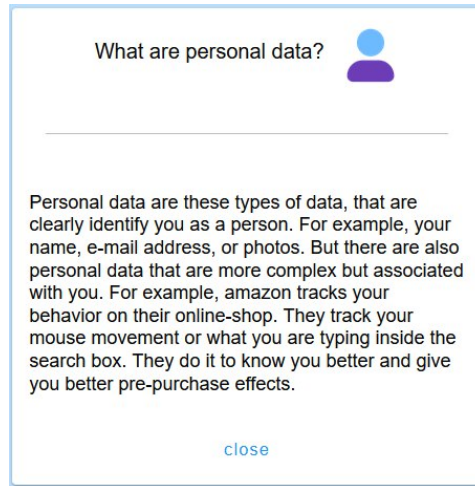 What are personal data?
Personal data are these types of data, that are
clearly identify you as a person. For example, your
name, e-mail address, or photos. But there are also
personal data that are more complex but associated
with you. For example, amazon tracks your
behavior on their online-shop. They track your
mouse movement or what you are typing inside the
search box. They do it to know you better and give
you better pre-purchase effects.
close